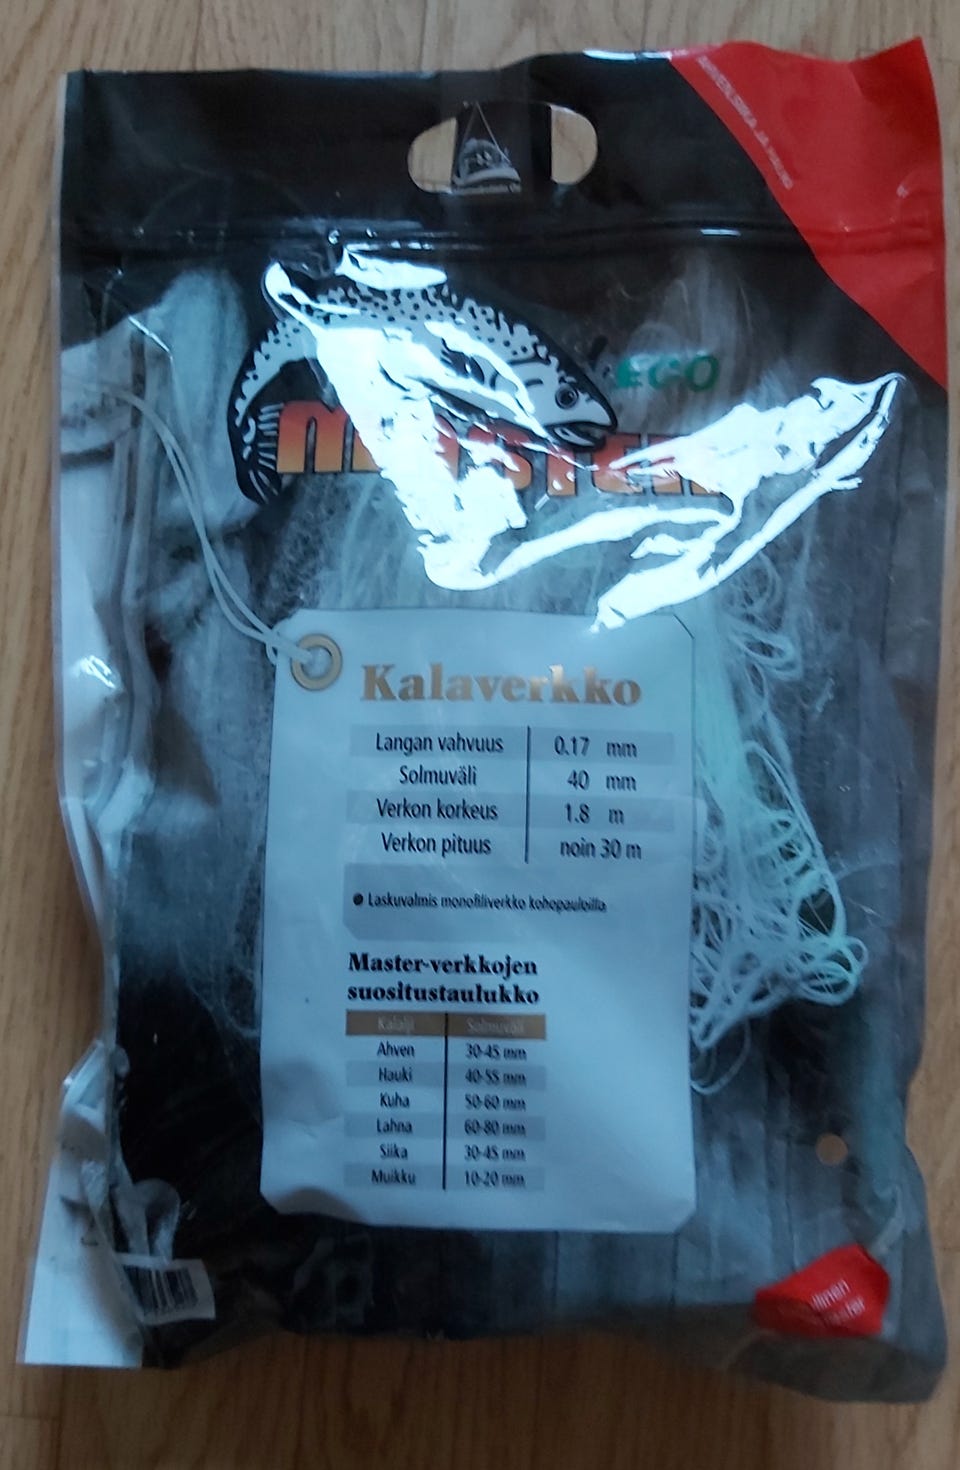 ECO
MASTER
Kalaverkko
Langan vahvuus 0.17 mm
Solmuväli 40 mm
Verkon korkeus 1.8 m
Verkon pituus noin 30 m
Laskuvalmis monofiiliverkko kohopauloilla
Master-verkkojen
suositustaulukko
Kalalji Solmuväli
Ahven 30-45 mm
Hauki 40-55 mm
Kuha 50-60 mm
Lahna 60-80 mm
Siika 30-45 mm
Muikku 10-20 mm